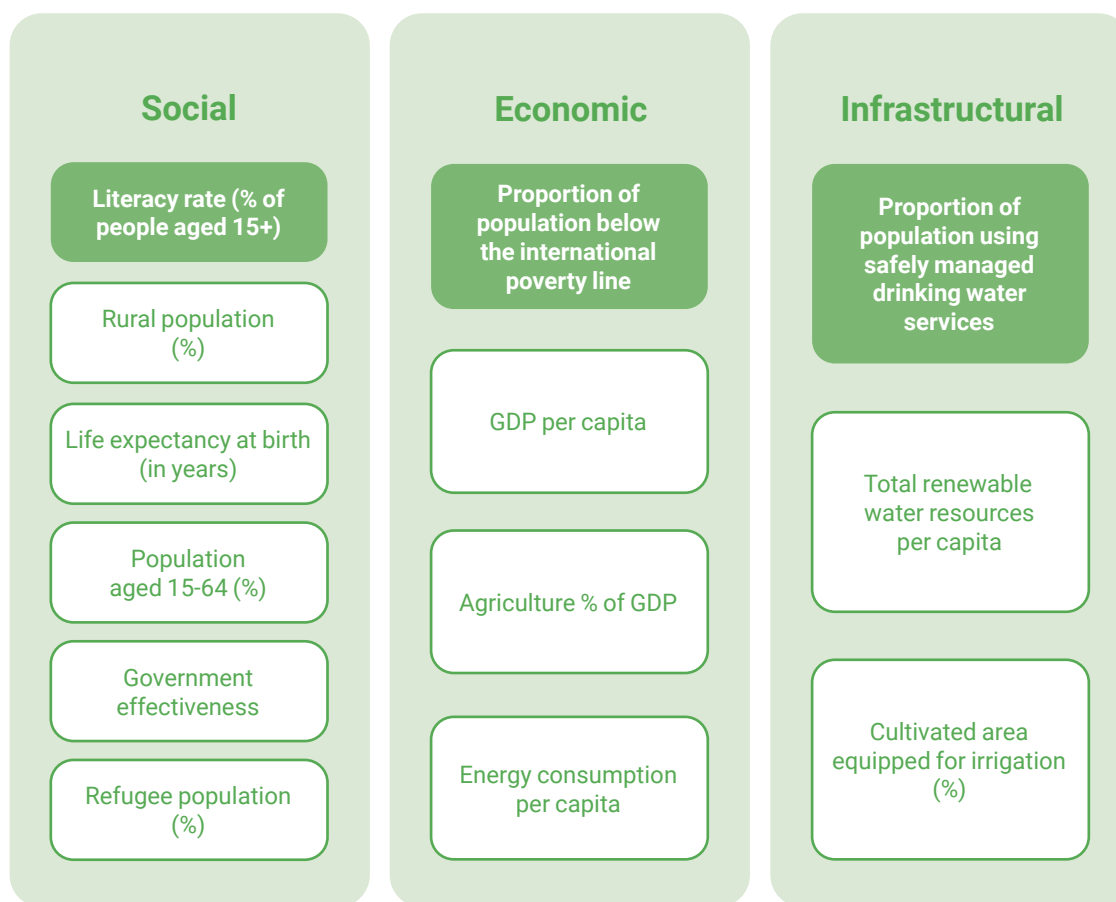 Social
Literacy rate (% of
people aged 15+)
Rural population
(%)
Life expectancy at birth
(in years)
Population
aged 15-64 (%)
Government
effectiveness
Refugee population
(%)
Economic
Proportion of
population below
the international
poverty line
GDP per capita
Agriculture % of GDP
Energy consumption
per capita
Infrastructural
Proportion of
population using
safely managed
drinking water
services
Total renewable
water resources
per capita
Cultivated area
equipped for irrigation
(%)